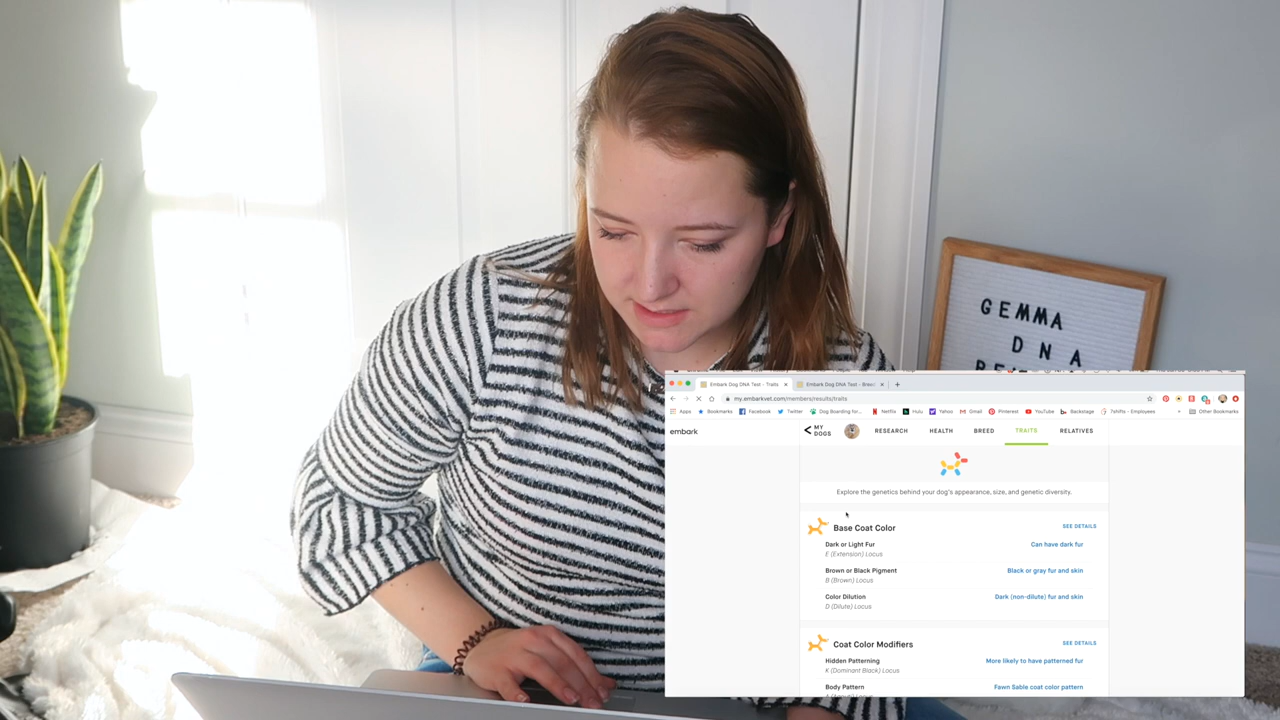 GEMMA
DNA
Embark Dog DNA Test - Traits
Embark Dog DNA Test - Breed
my.embarkvet.com/members/results/traits
Apps Bookmarks Facebook Twitter Dog Boarding for... Netflix Hulu Yahoo Gmail Pinterest YouTube Backstage 7shifts - Employees Other Bookmarks
embark
MY DOGS
RESEARCH HEALTH BREED TRAITS RELATIVES
Explore the genetics behind your dog's appearance, size, and genetic diversity.
Base Coat Color SEE DETAILS
Dark or Light Fur Can have dark fur
E (Extension) Locus
Brown or Black Pigment Black or gray fur and skin
B (Brown) Locus
Color Dilution Dark (non-dilute) fur and skin
D (Dilute) Locus
Coat Color Modifiers SEE DETAILS
Hidden Patterning More likely to have patterned fur
K (Dominant Black) Locus
Body Pattern Fawn Sable coat color pattern